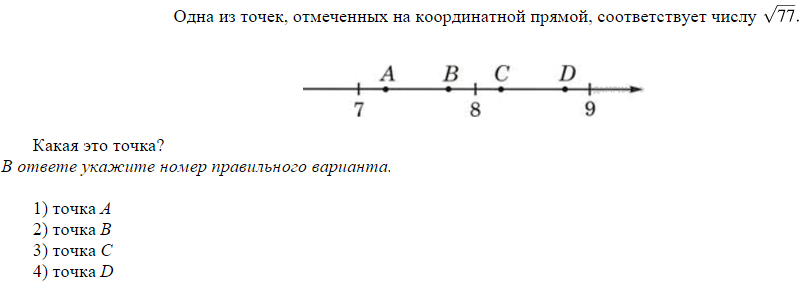 Одна из точек, отмеченных на координатной прямой, соответствует числу √77.
A B C D
7 8 9
Какая это точка?
В ответе укажите номер правильного варианта.
1) точка A
2) точка B
3) точка C
4) точка D